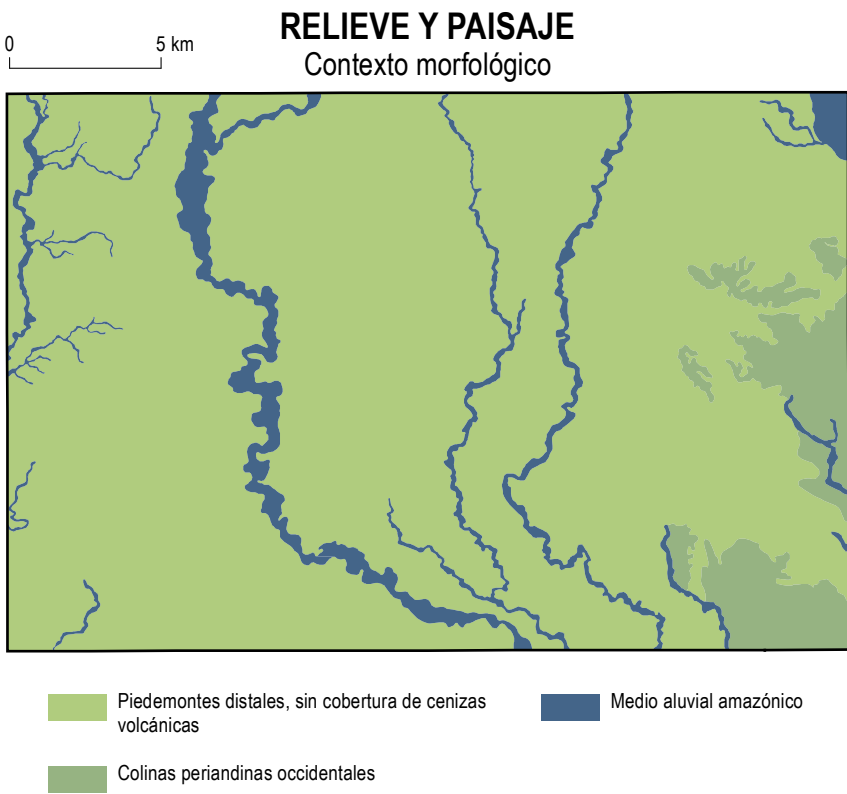 RELIEVE Y PAISAJE
Contexto morfológico
0 5 km
Piedemontes distales, sin cobertura de cenizas
volcánicas
Medio aluvial amazónico
Colinas periandinas occidentales